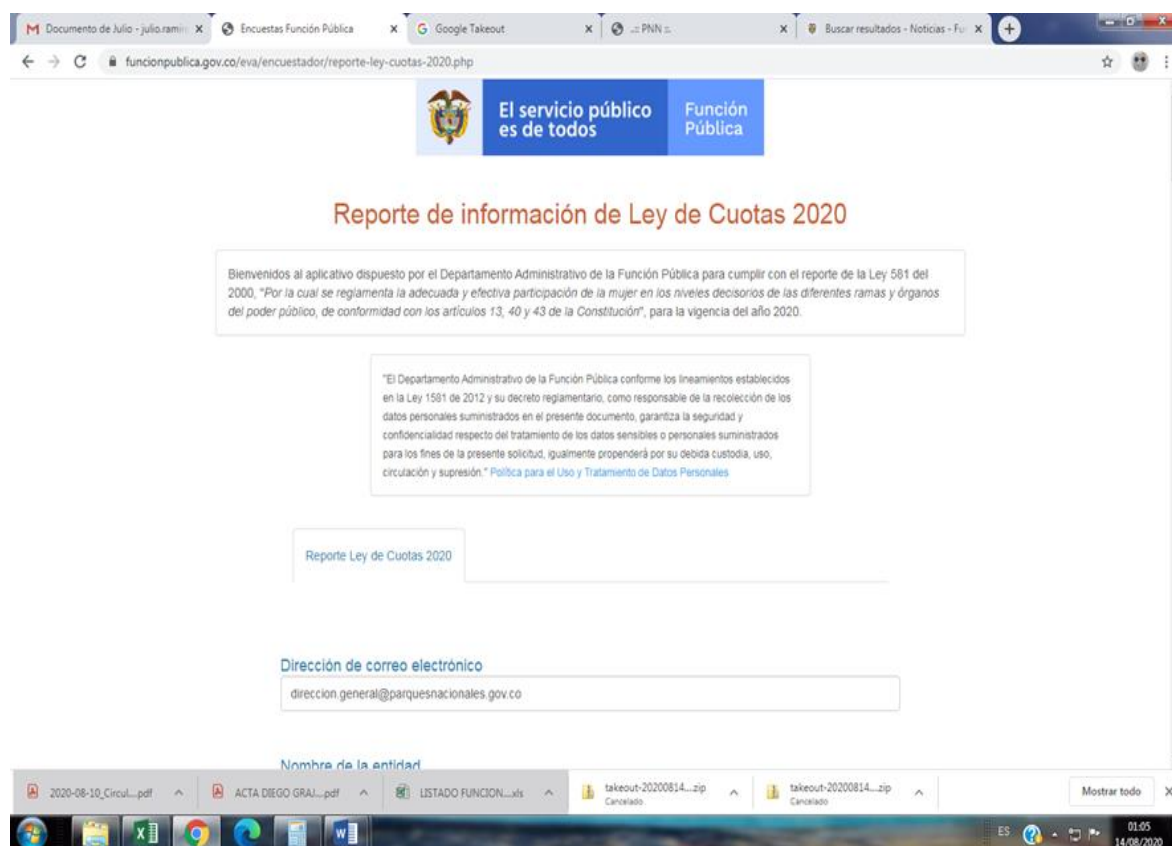 Documento de Julio - julio.ramir
Encuestas Función Pública
Google Takeout
.:: PNN ::.
Buscar resultados - Noticias - Fu
funcionpublica.gov.co/eva/encuestador/reporte-ley-cuotas-2020.php
El servicio público
es de todos
Función
Pública
Reporte de información de Ley de Cuotas 2020
Bienvenidos al aplicativo dispuesto por el Departamento Administrativo de la Función Pública para cumplir con el reporte de la Ley 581 del
2000, "Por la cual se reglamenta la adecuada y efectiva participación de la mujer en los niveles decisorios de las diferentes ramas y órganos
del poder público, de conformidad con los artículos 13, 40 y 43 de la Constitución", para la vigencia del año 2020.
"El Departamento Administrativo de la Función Pública conforme los lineamientos establecidos
en la Ley 1581 de 2012 y su decreto reglamentario, como responsable de la recolección de los
datos personales suministrados en el presente documento, garantiza la seguridad y
confidencialidad respecto del tratamiento de los datos sensibles o personales suministrados
para los fines de la presente solicitud, igualmente propenderá por su debida custodia, uso,
circulación y supresión." Política para el Uso y Tratamiento de Datos Personales
Reporte Ley de Cuotas 2020
Dirección de correo electrónico
direccion.general@parquesnacionales.gov.co
Nombre de la entidad
2020-08-10_Circul....pdf
ACTA DIEGO GRAJ....pdf
LISTADO FUNCION....xls
takeout-20200814....zip
Cancelado
takeout-20200814....zip
Cancelado
Mostrar todo
ES
01:05
14/08/2020